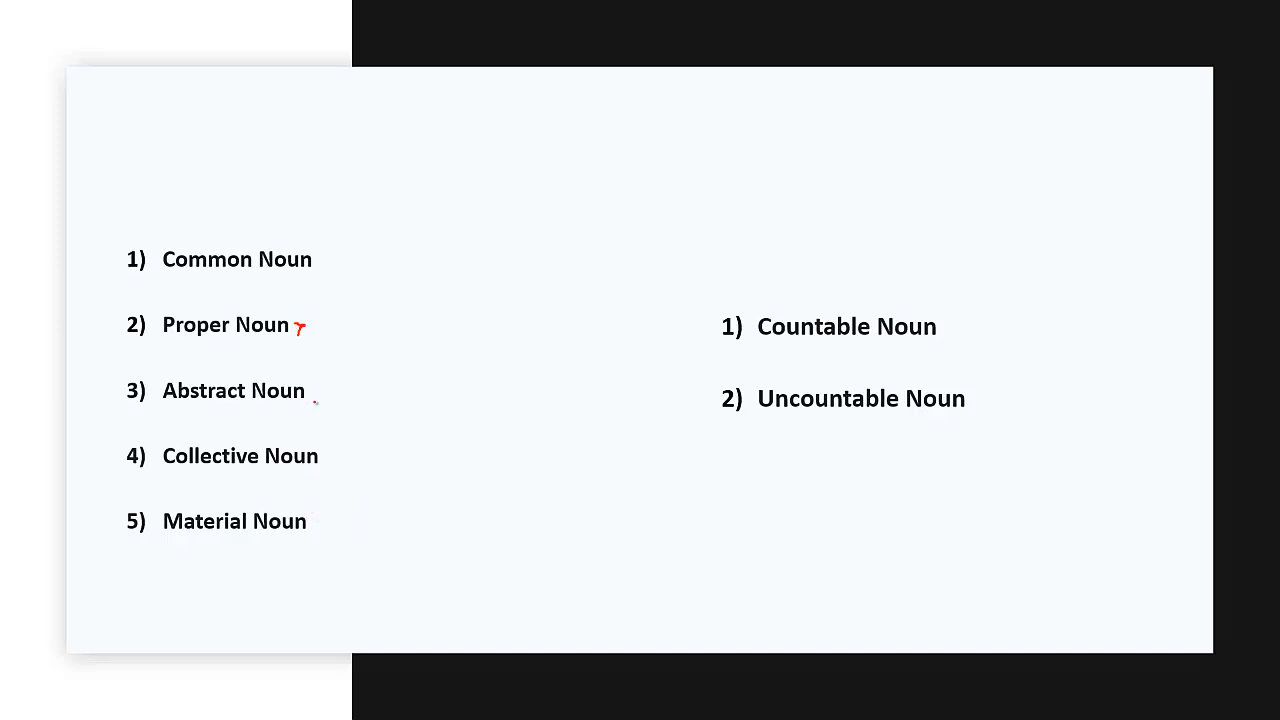 1) Common Noun
2) Proper Noun
3) Abstract Noun
4) Collective Noun
5) Material Noun
1) Countable Noun
2) Uncountable Noun